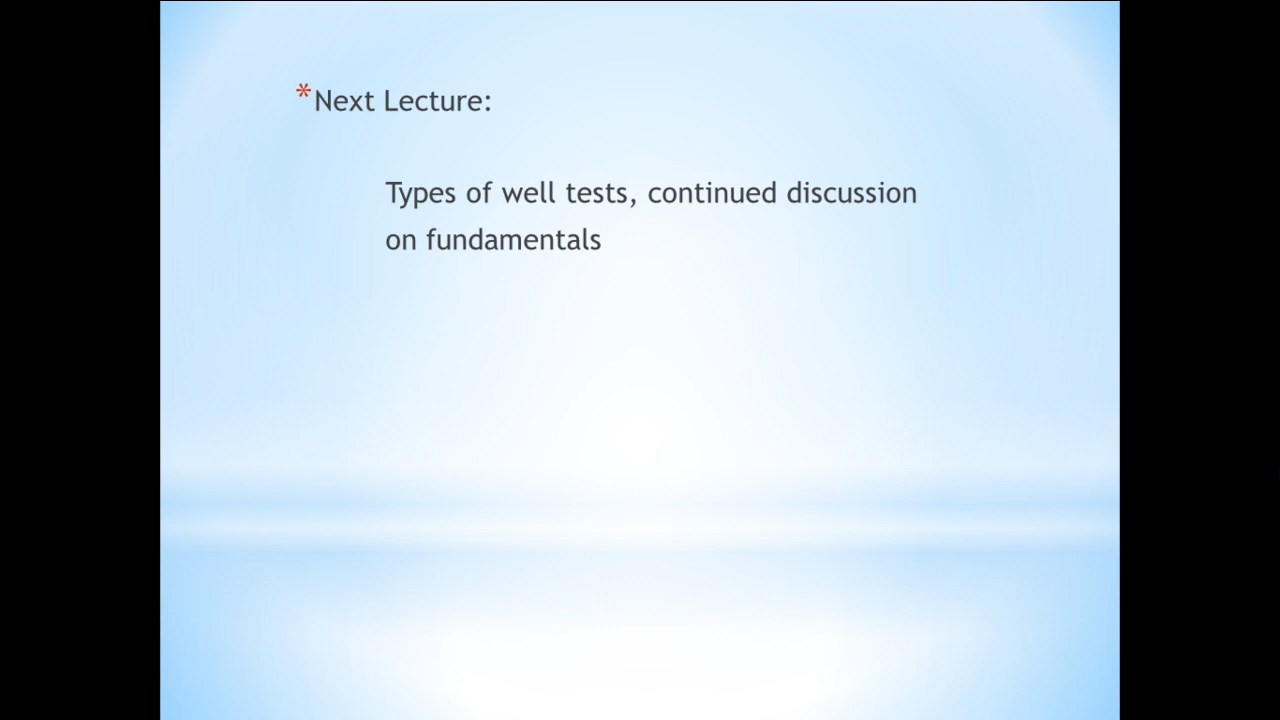 *Next Lecture:
Types of well tests, continued discussion
on fundamentals